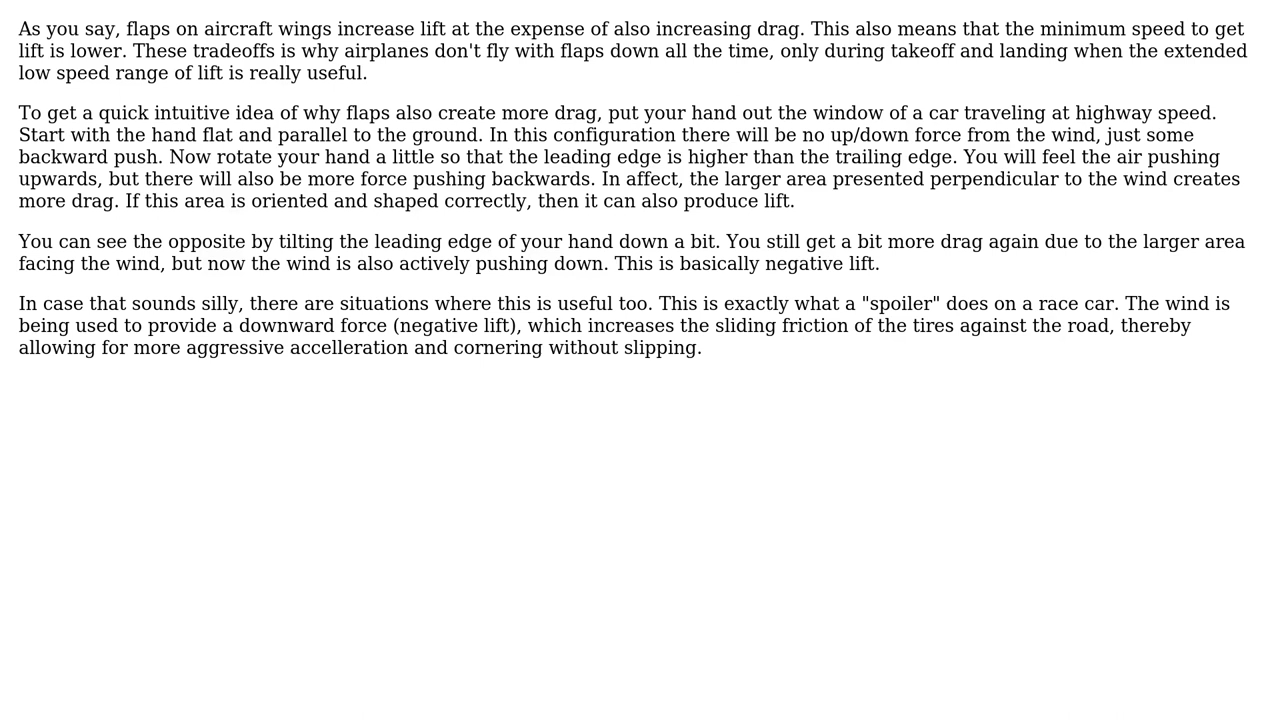 As you say, flaps on aircraft wings increase lift at the expense of also increasing drag. This also means that the minimum speed to get
lift is lower. These tradeoffs is why airplanes don't fly with flaps down all the time, only during takeoff and landing when the extended
low speed range of lift is really useful.
To get a quick intuitive idea of why flaps also create more drag, put your hand out the window of a car traveling at highway speed.
Start with the hand flat and parallel to the ground. In this configuration there will be no up/down force from the wind, just some
backward push. Now rotate your hand a little so that the leading edge is higher than the trailing edge. You will feel the air pushing
upwards, but there will also be more force pushing backwards. In affect, the larger area presented perpendicular to the wind creates
more drag. If this area is oriented and shaped correctly, then it can also produce lift.
You can see the opposite by tilting the leading edge of your hand down a bit. You still get a bit more drag again due to the larger area
facing the wind, but now the wind is also actively pushing down. This is basically negative lift.
In case that sounds silly, there are situations where this is useful too. This is exactly what a "spoiler" does on a race car. The wind is
being used to provide a downward force (negative lift), which increases the sliding friction of the tires against the road, thereby
allowing for more aggressive accelleration and cornering without slipping.